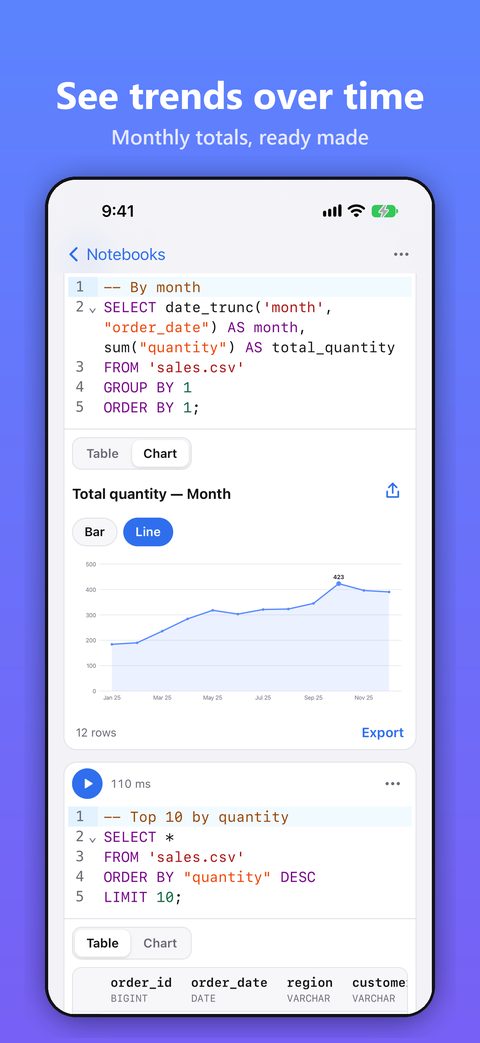 See trends over time
Monthly totals, ready made
9:41
Notebooks
1 -- By month
2 SELECT date_trunc('month',
"order_date") AS month,
sum("quantity") AS total_quantity
3 FROM 'sales.csv'
4 GROUP BY 1
5 ORDER BY 1;
Table Chart
Total quantity — Month
Bar Line
500
423
400
300
200
100
0
Jan 25 Mar 25 May 25 Jul 25 Sep 25 Nov 25
12 rows Export
110 ms
1 -- Top 10 by quantity
2 SELECT *
3 FROM 'sales.csv'
4 ORDER BY "quantity" DESC
5 LIMIT 10;
Table Chart
order_id order_date region custome
BIGINT DATE VARCHAR VARCHAR